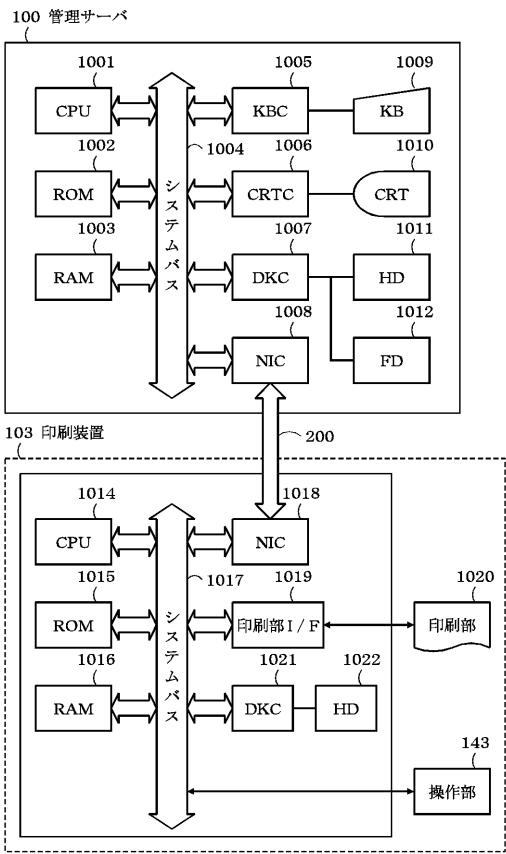 100 管理サーバ
1001
CPU
1002
ROM
1003
RAM
1004
システムバス
1005
KBC
1009
KB
1006
CRTC
1010
CRT
1007
DKC
1011
HD
1008
NIC
1012
FD
200
103 印刷装置
1014
CPU
1015
ROM
1016
RAM
1017
システムバス
1018
NIC
1019
印刷部I/F
1020
印刷部
1021
DKC
1022
HD
143
操作部